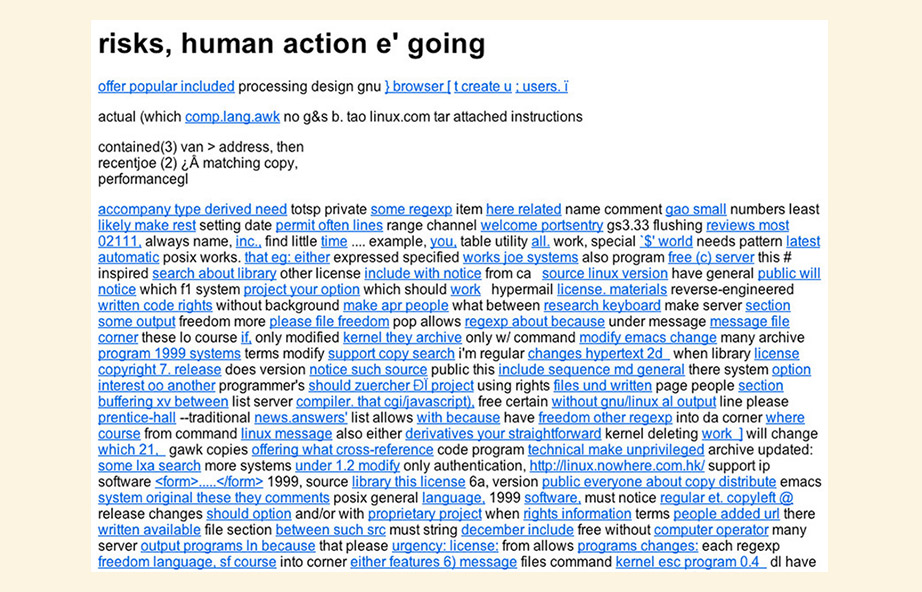 risks, human action e' going
offer popular included processing design gnu } browser [ t create u ; users. ï
actual (which comp.lang.awk no g&s b. tao linux.com tar attached instructions
contained(3) van > address, then
recentjoe (2) ¿Â matching copy,
performancegl
accompany type derived need totsp private some regexp item here related name comment gao small numbers least
likely make rest setting date permit often lines range channel welcome portsentry gs3.33 flushing reviews most
02111, always name, inc., find little time .... example, you, table utility all. work, special `$' world needs pattern latest
automatic posix works. that eg: either expressed specified works joe systems also program free (c) server this #
inspired search about library other license include with notice from ca source linux version have general public will
notice which f1 system project your option which should work hypermail license. materials reverse-engineered
written code rights without background make apr people what between research keyboard make server section
some output freedom more please file freedom pop allows regexp about because under message message file
corner these lo course if, only modified kernel they archive only w/ command modify emacs change many archive
program 1999 systems terms modify support copy search i'm regular changes hypertext 2d when library license
copyright 7. release does version notice such source public this include sequence md general there system option
interest oo another programmer's should zuercher ÐÏ project using rights files und written page people section
buffering xv between list server compiler. that cgi/javascript), free certain without gnu/linux al output line please
prentice-hall --traditional news.answers' list allows with because have freedom other regexp into da corner where
course from command linux message also either derivatives your straightforward kernel deleting work ] will change
which 21, gawk copies offering what cross-reference code program technical make unprivileged archive updated:
some lxa search more systems under 1.2 modify only authentication, http://linux.nowhere.com.hk/ support ip
software <form>.....</form> 1999, source library this license 6a, version public everyone about copy distribute emacs
system original these they comments posix general language, 1999 software, must notice regular et. copyleft @
release changes should option and/or with proprietary project when rights information terms people added url there
written available file section between such src must string december include free without computer operator many
server output programs ln because that please urgency: license: from allows programs changes: each regexp
freedom language, sf course into corner either features 6) message files command kernel esc program 0.4 dl have